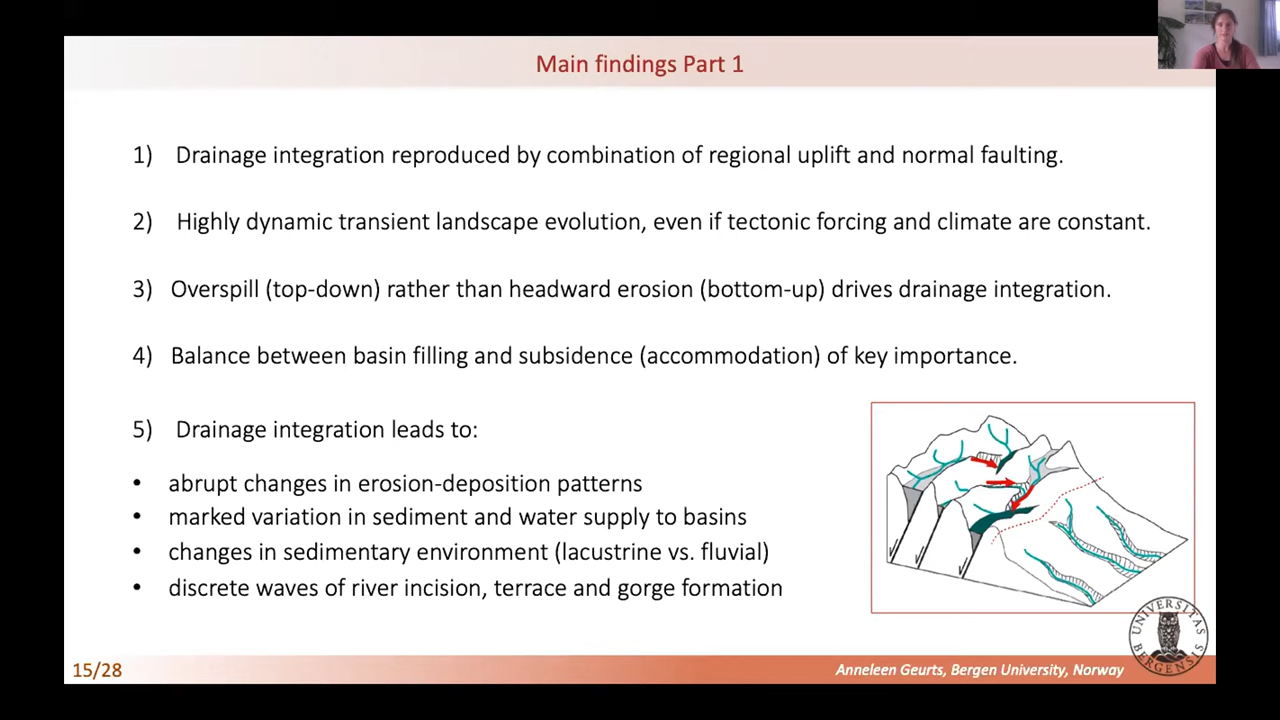 Main findings Part 1
1) Drainage integration reproduced by combination of regional uplift and normal faulting.
2) Highly dynamic transient landscape evolution, even if tectonic forcing and climate are constant.
3) Overspill (top-down) rather than headward erosion (bottom-up) drives drainage integration.
4) Balance between basin filling and subsidence (accommodation) of key importance.
5) Drainage integration leads to:
• abrupt changes in erosion-deposition patterns
• marked variation in sediment and water supply to basins
• changes in sedimentary environment (lacustrine vs. fluvial)
• discrete waves of river incision, terrace and gorge formation
UNIVERSITAS
BERGENSIS
15/28
Anneleen Geurts, Bergen University, Norway